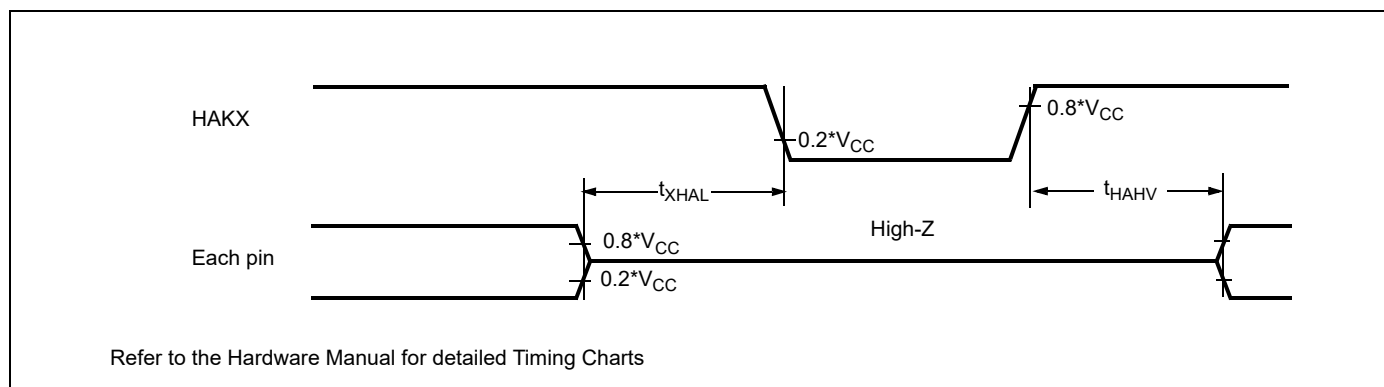 HAKX
0.8*VCC
0.2*VCC
tXHAL
tHAHV
High-Z
Each pin
0.8*VCC
0.2*VCC
Refer to the Hardware Manual for detailed Timing Charts